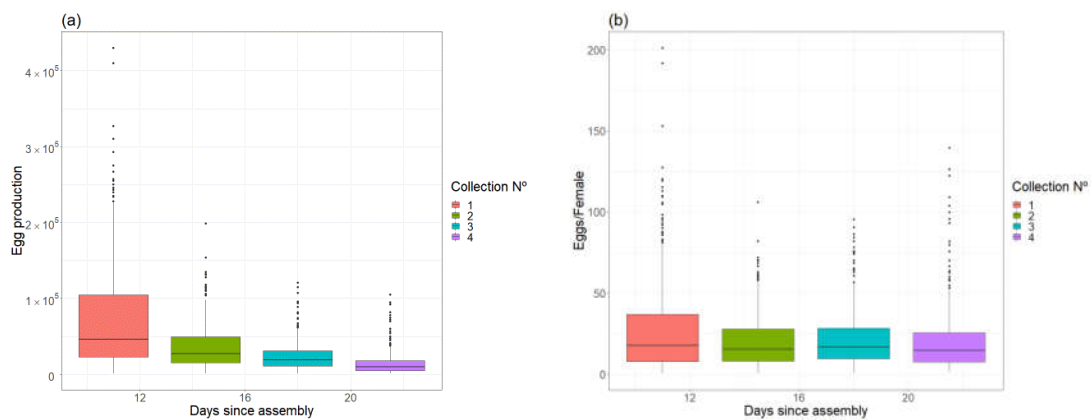 (a)
Egg production
4 × 10⁵
3 × 10⁵
2 × 10⁵
1 × 10⁵
0
12
16
20
Days since assembly
Collection Nº
1
2
3
4
(b)
Eggs/Female
200
150
100
50
0
12
16
20
Days since assembly
Collection Nº
1
2
3
4